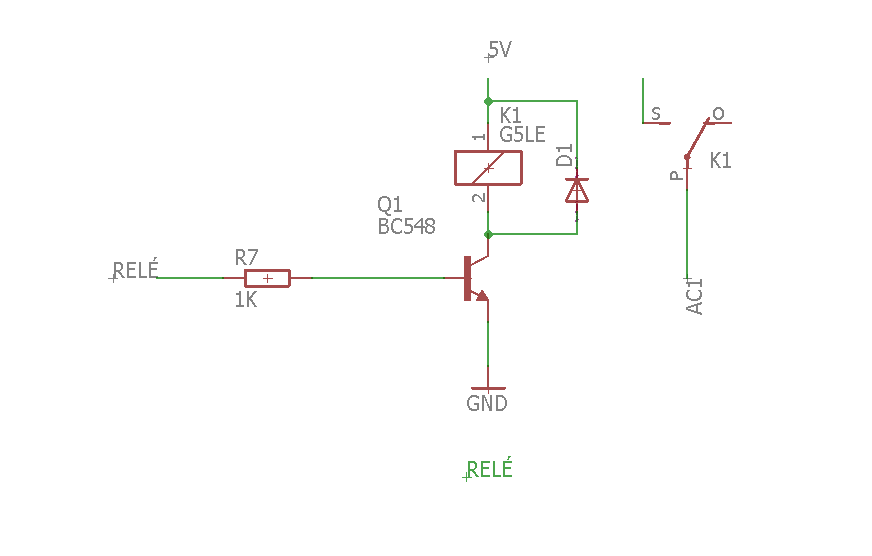 5V
K1
G5LE
1
2
D1
S
O
K1
P
AC1
Q1
BC548
R7
1K
RELÉ
GND
RELÉ